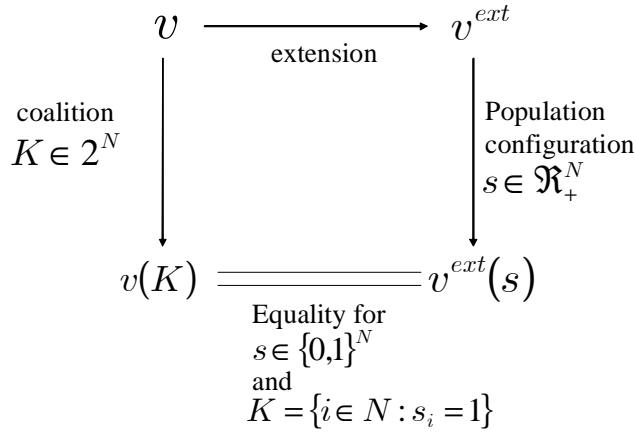 v v^{ext}
extension
coalition
K ∈ 2^N
Population
configuration
s ∈ ℜ_+^N
v(K) v^{ext}(s)
Equality for
s ∈ {0,1}^N
and
K = {i ∈ N : s_i = 1}